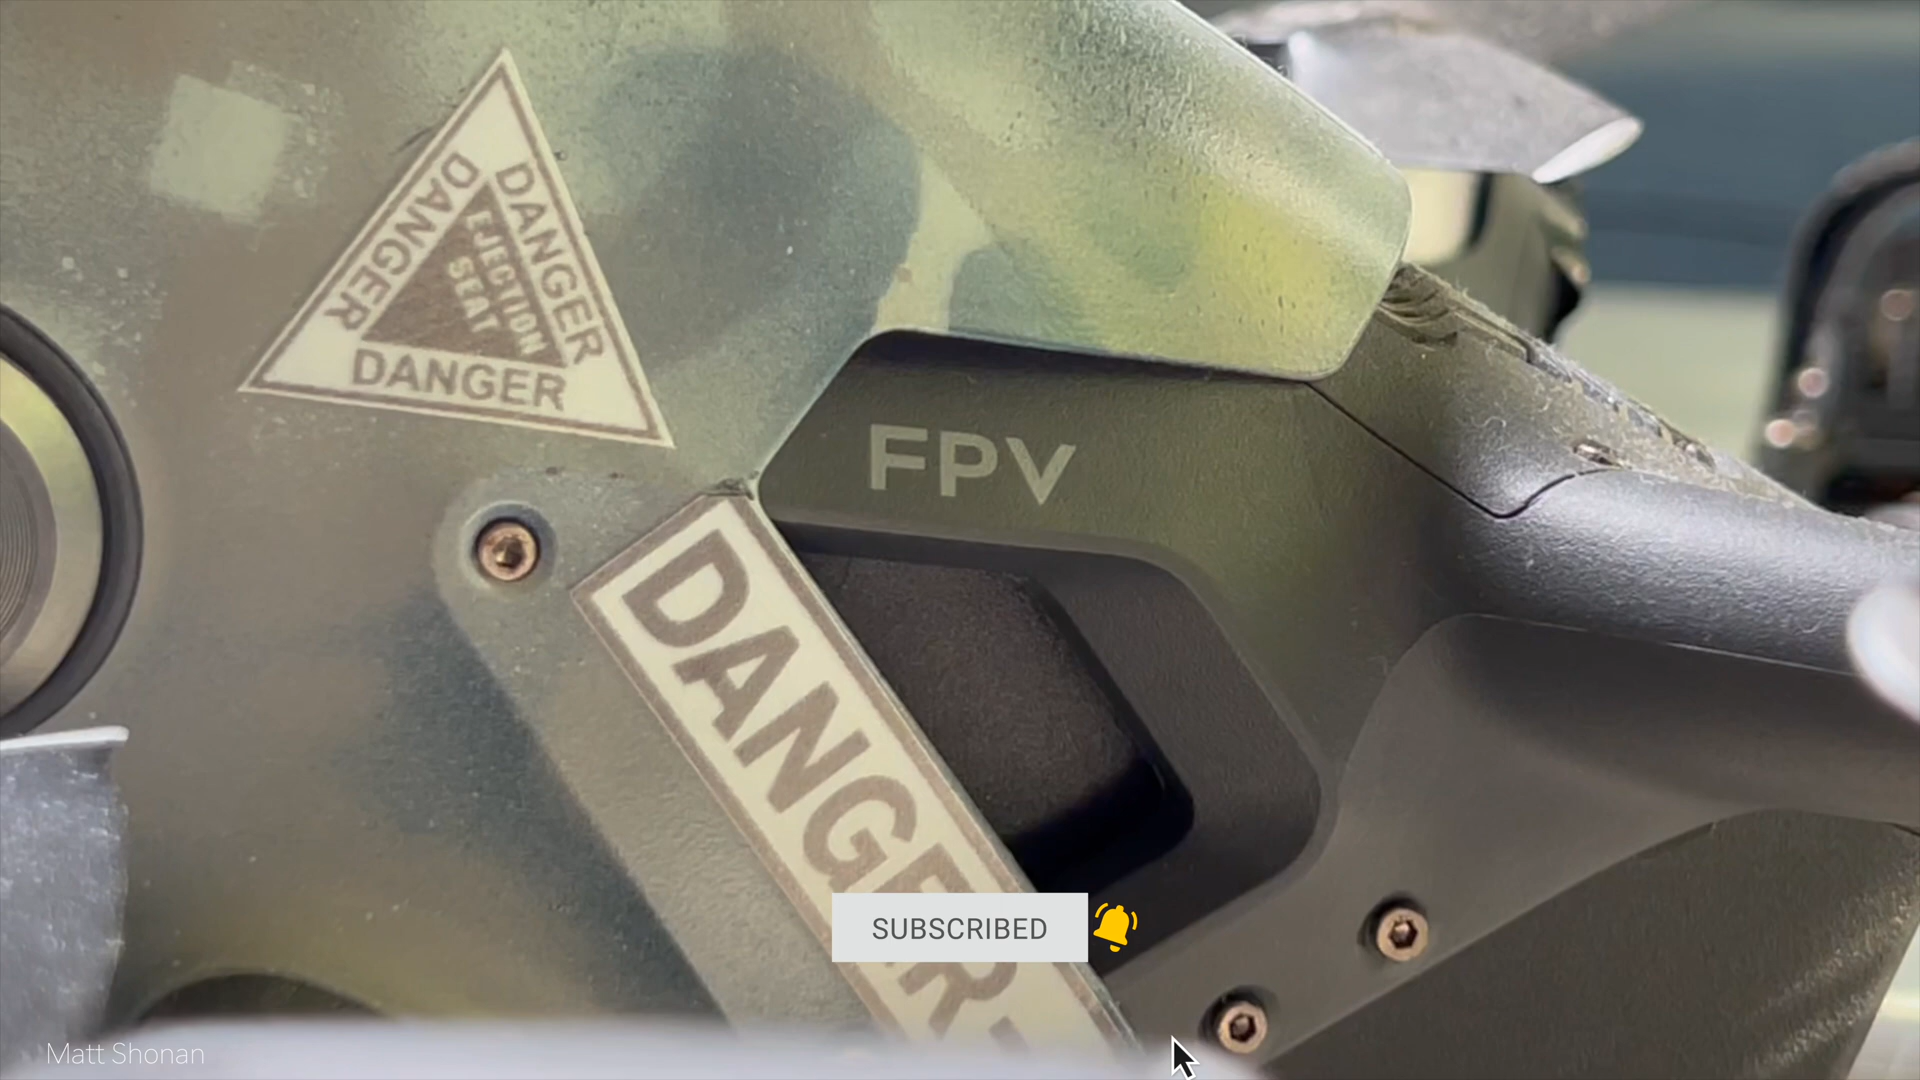 DANGER
DANGER
EJECTION
SEAT
DANGER
FPV
DANGER
SUBSCRIBED
Matt Shonan